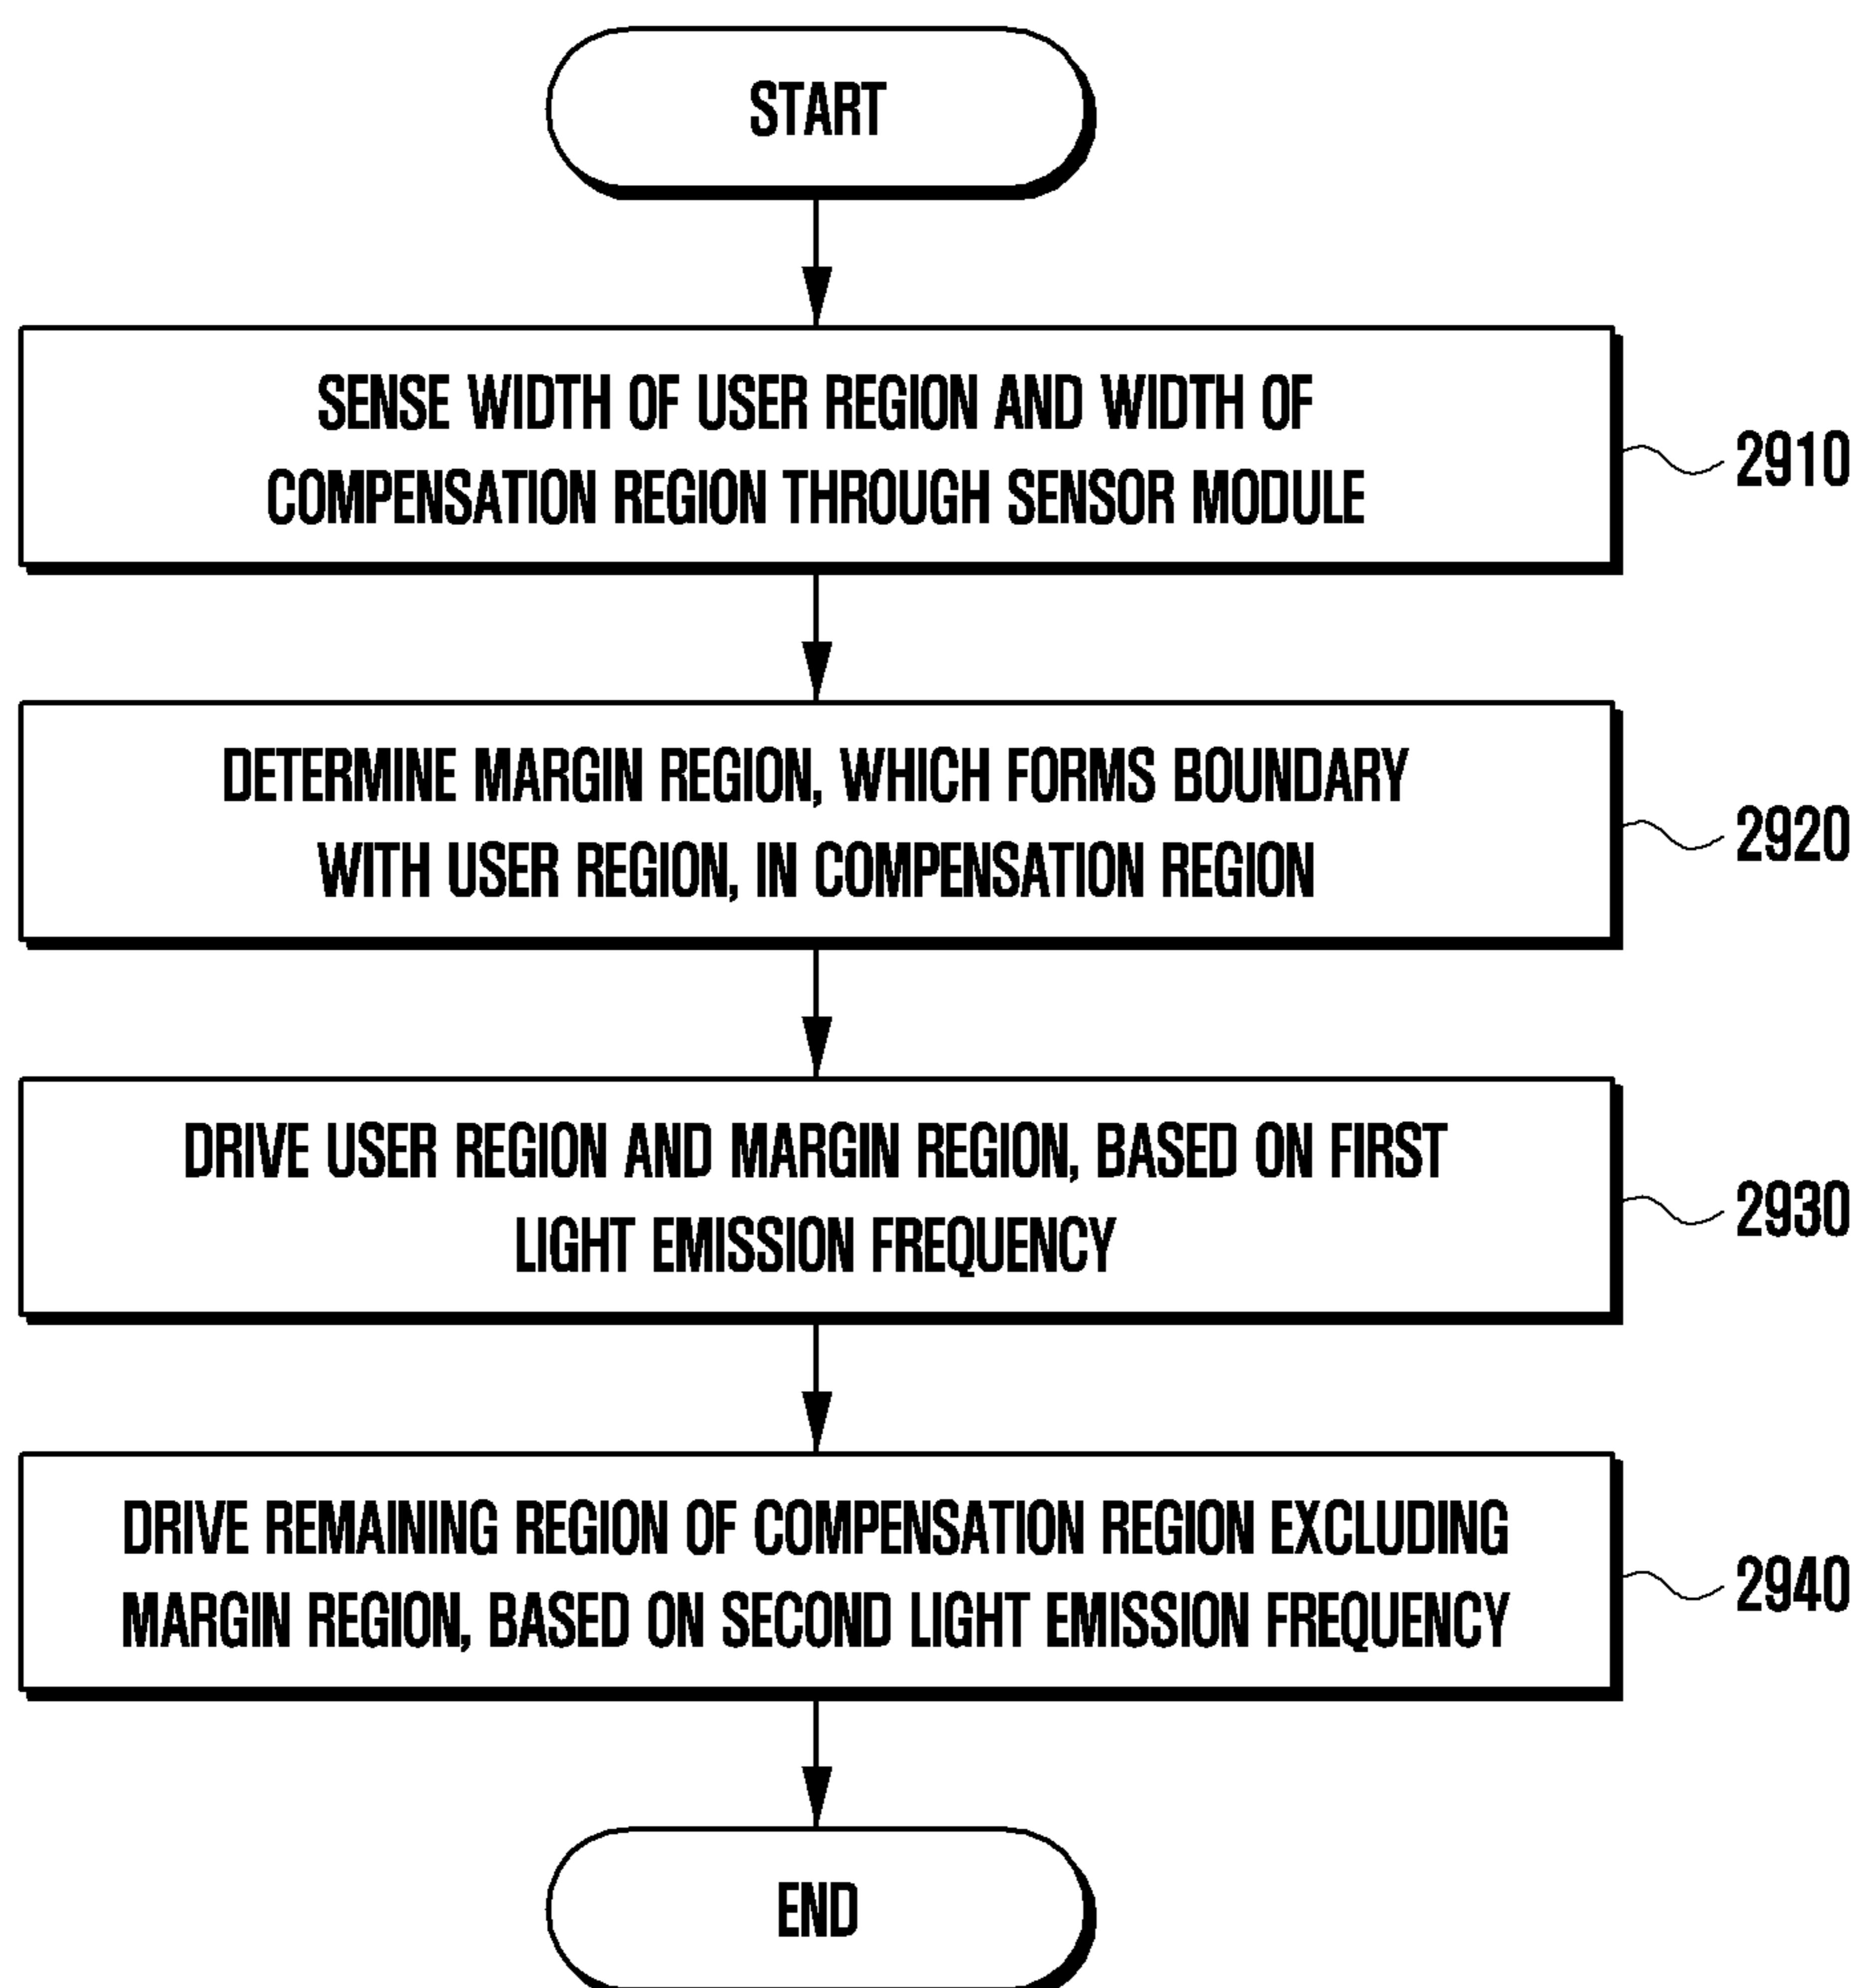 START
SENSE WIDTH OF USER REGION AND WIDTH OF
COMPENSATION REGION THROUGH SENSOR MODULE
2910
DETERMINE MARGIN REGION, WHICH FORMS BOUNDARY
WITH USER REGION, IN COMPENSATION REGION
2920
DRIVE USER REGION AND MARGIN REGION, BASED ON FIRST
LIGHT EMISSION FREQUENCY
2930
DRIVE REMAINING REGION OF COMPENSATION REGION EXCLUDING
MARGIN REGION, BASED ON SECOND LIGHT EMISSION FREQUENCY
2940
END